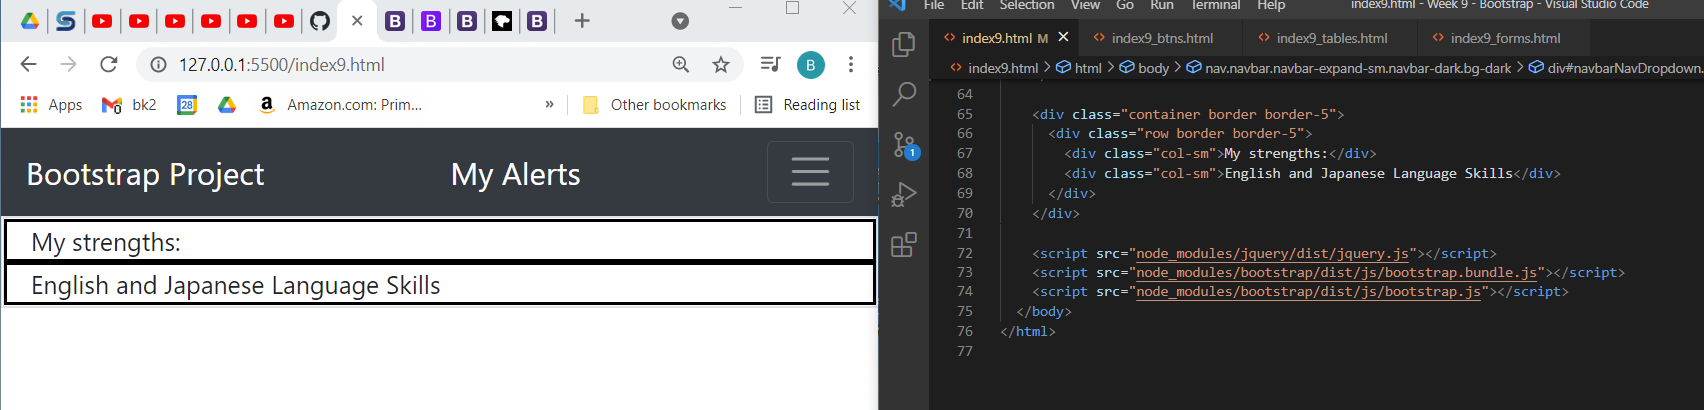 127.0.0.1:5500/index9.html
B
Apps
bk2
28
Amazon.com: Prim...
»
Other bookmarks
Reading list
Bootstrap Project
My Alerts
My strengths:
English and Japanese Language Skills
File Edit Selection View Go Run Terminal Help
index9.html - Week 9 - Bootstrap - Visual Studio Code
index9.html M
index9_btns.html
index9_tables.html
index9_forms.html
index9.html > html > body > nav.navbar.navbar-expand-sm.navbar-dark.bg-dark > div#navbarNavDropdown.
1
64
65 <div class="container border border-5">
66 <div class="row border border-5">
67 <div class="col-sm">My strengths:</div>
68 <div class="col-sm">English and Japanese Language Skills</div>
69 </div>
70 </div>
71
72 <script src="node_modules/jquery/dist/jquery.js"></script>
73 <script src="node_modules/bootstrap/dist/js/bootstrap.bundle.js"></script>
74 <script src="node_modules/bootstrap/dist/js/bootstrap.js"></script>
75 </body>
76 </html>
77